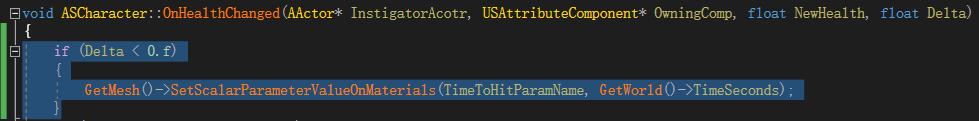 void ASCharacter::OnHealthChanged(AActor* InstigatorAcotr, USAttributeComponent* OwningComp, float NewHealth, float Delta)
{
if (Delta < 0.f)
{
GetMesh()->SetScalarParameterValueOnMaterials(TimeToHitParamName, GetWorld()->TimeSeconds);
}